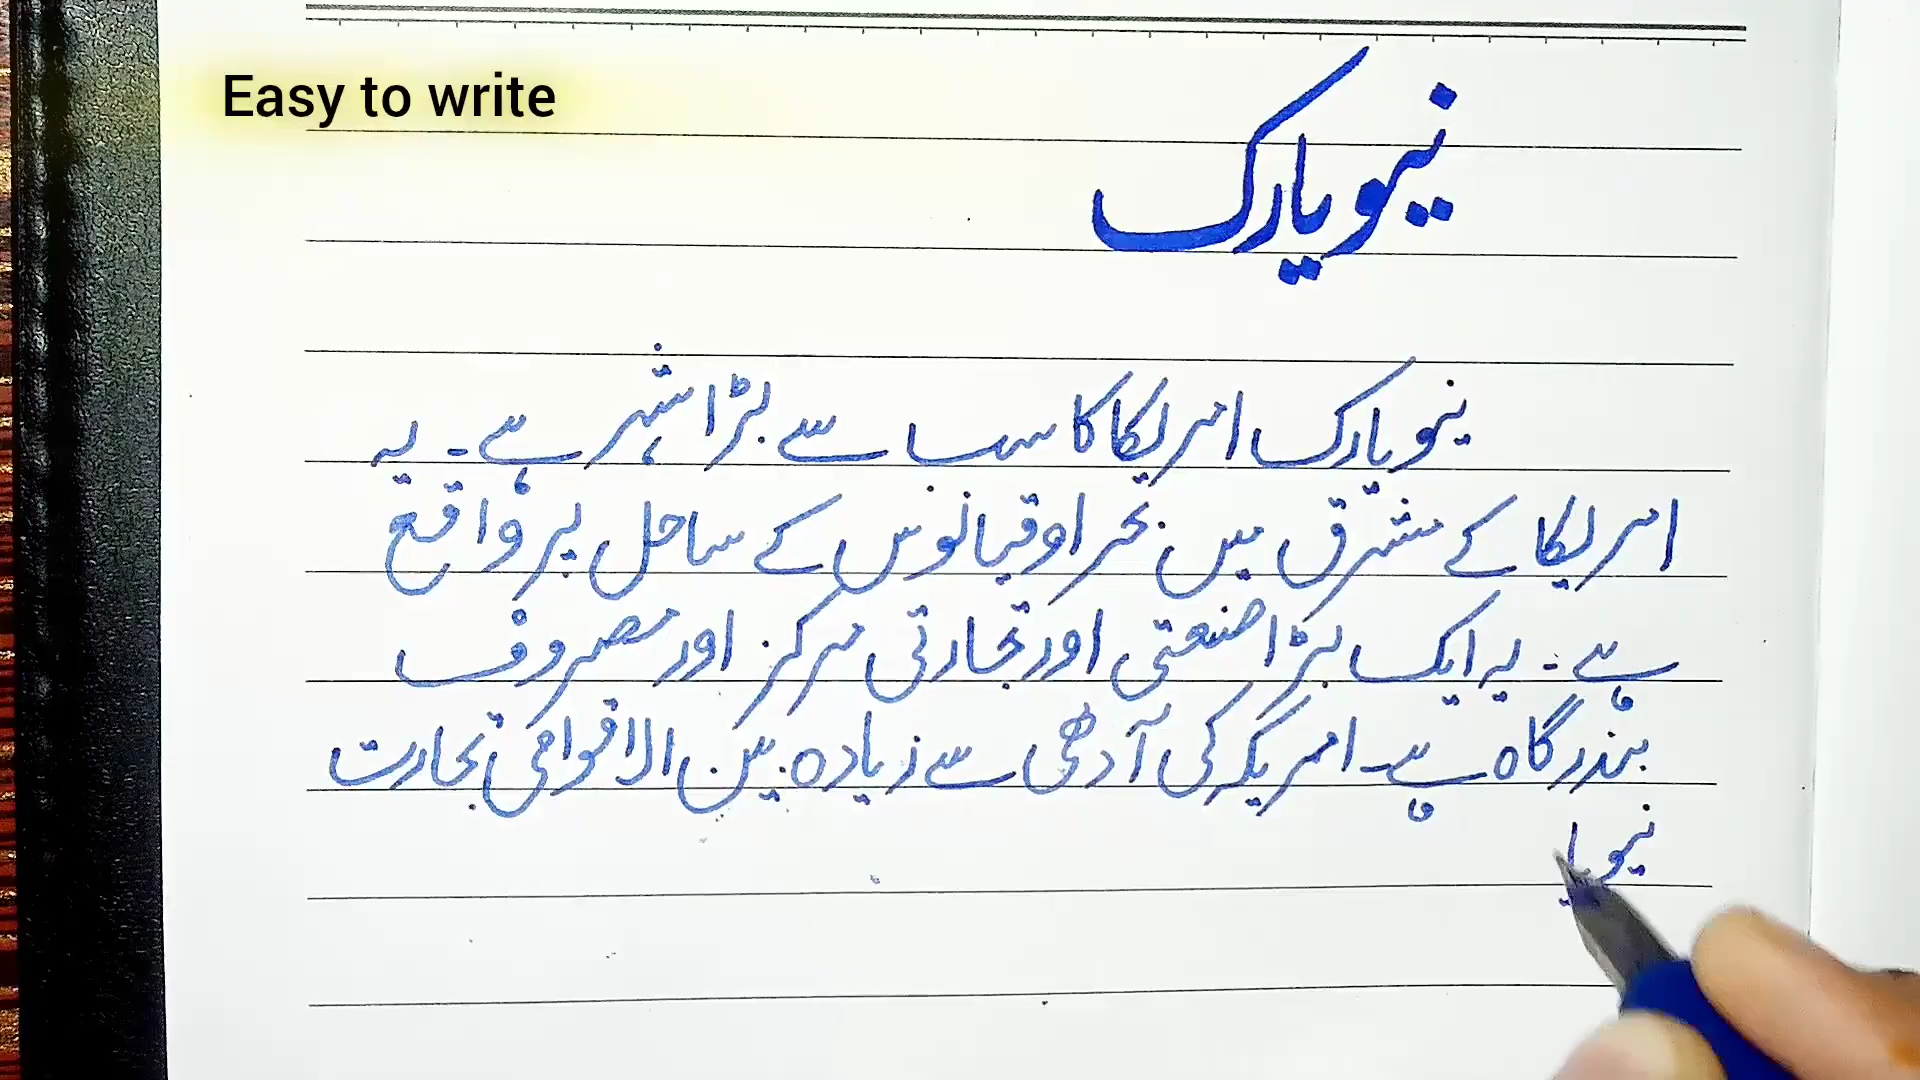 Easy to write
نیویارک
نیویارک امریکا کا سب سے بڑا شہر ہے۔ یہ
امریکا کے مشرق میں بحر اوقیانوس کے ساحل پر واقع
ہے۔ یہ ایک بڑا صنعتی اور تجارتی مرکز اور مصروف
بندرگاہ ہے۔ امریکہ کی آدھی سے زیادہ بین الاقوامی تجارت
نیویا